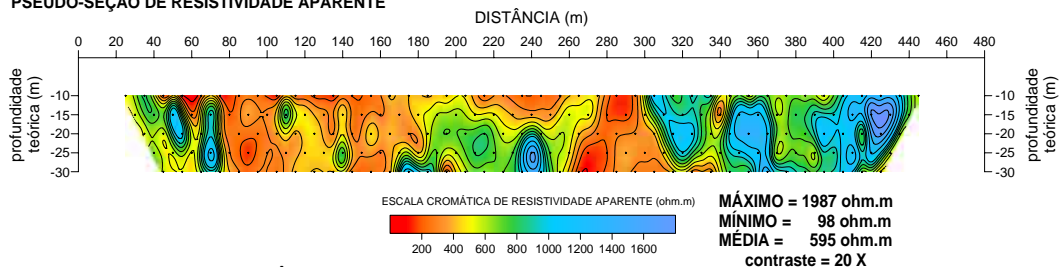 PSEUDO-SEÇÃO DE RESISTIVIDADE APARENTE
DISTÂNCIA (m)
0 20 40 60 80 100 120 140 160 180 200 220 240 260 280 300 320 340 360 380 400 420 440 460 480
profundidade
teórica (m)
-10
-15
-20
-25
-30
-10
-15
-20
-25
-30
profundidade
teórica (m)
ESCALA CROMÁTICA DE RESISTIVIDADE APARENTE (ohm.m)
200 400 600 800 1000 1200 1400 1600
MÁXIMO = 1987 ohm.m
MÍNIMO = 98 ohm.m
MÉDIA = 595 ohm.m
contraste = 20 X